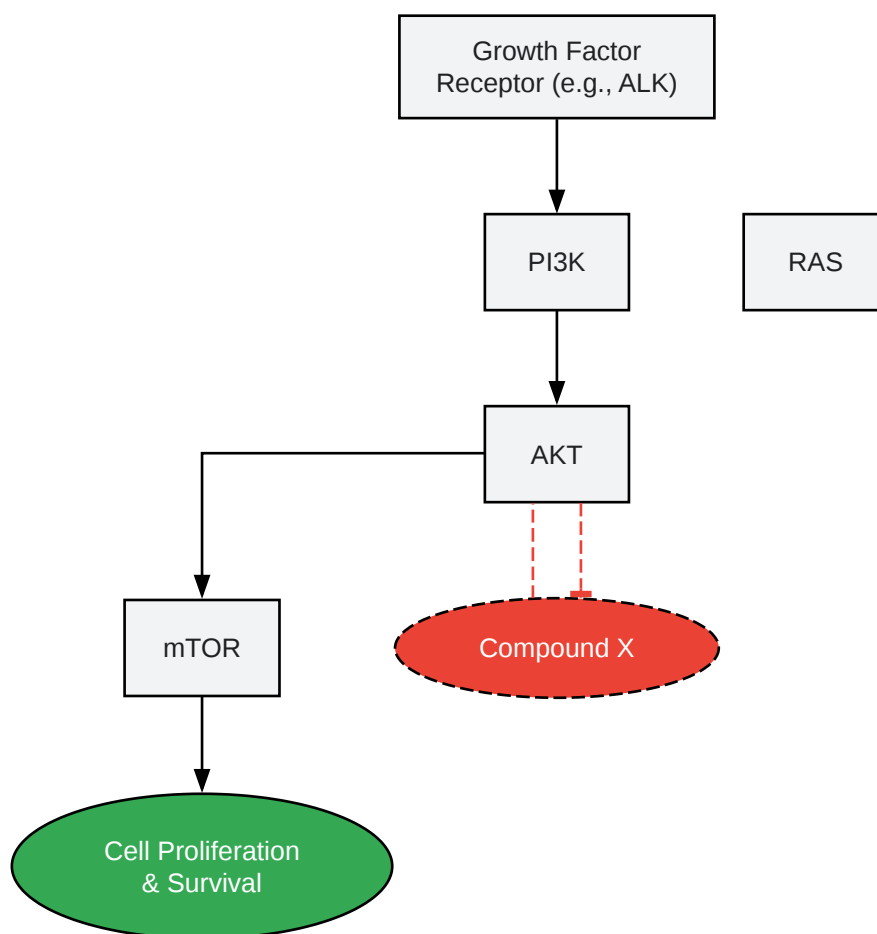 Growth Factor
Receptor (e.g., ALK)
PI3K
RAS
AKT
mTOR
Compound X
Cell Proliferation
& Survival